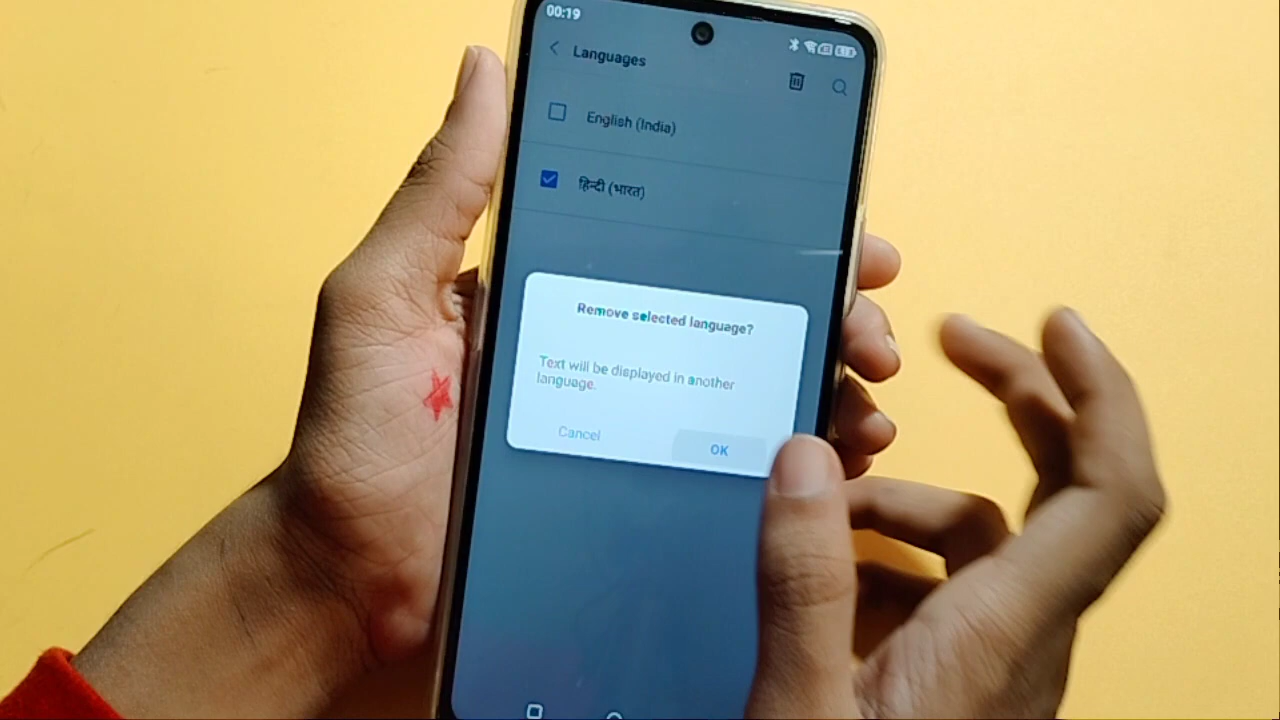 00:19
Languages
English (India)
हिन्दी (भारत)
Remove selected language?
Text will be displayed in another
language.
Cancel
OK